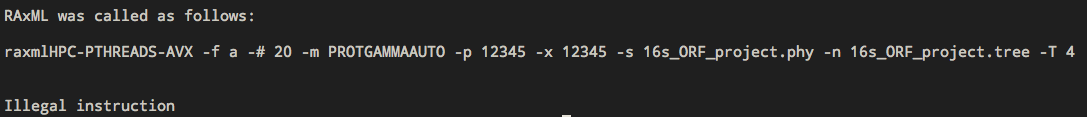 RAxML was called as follows:
raxmlHPC-PTHREADS-AVX -f a -# 20 -m PROTGAMMAAUTO -p 12345 -x 12345 -s 16s_ORF_project.phy -n 16s_ORF_project.tree -T 4
Illegal instruction